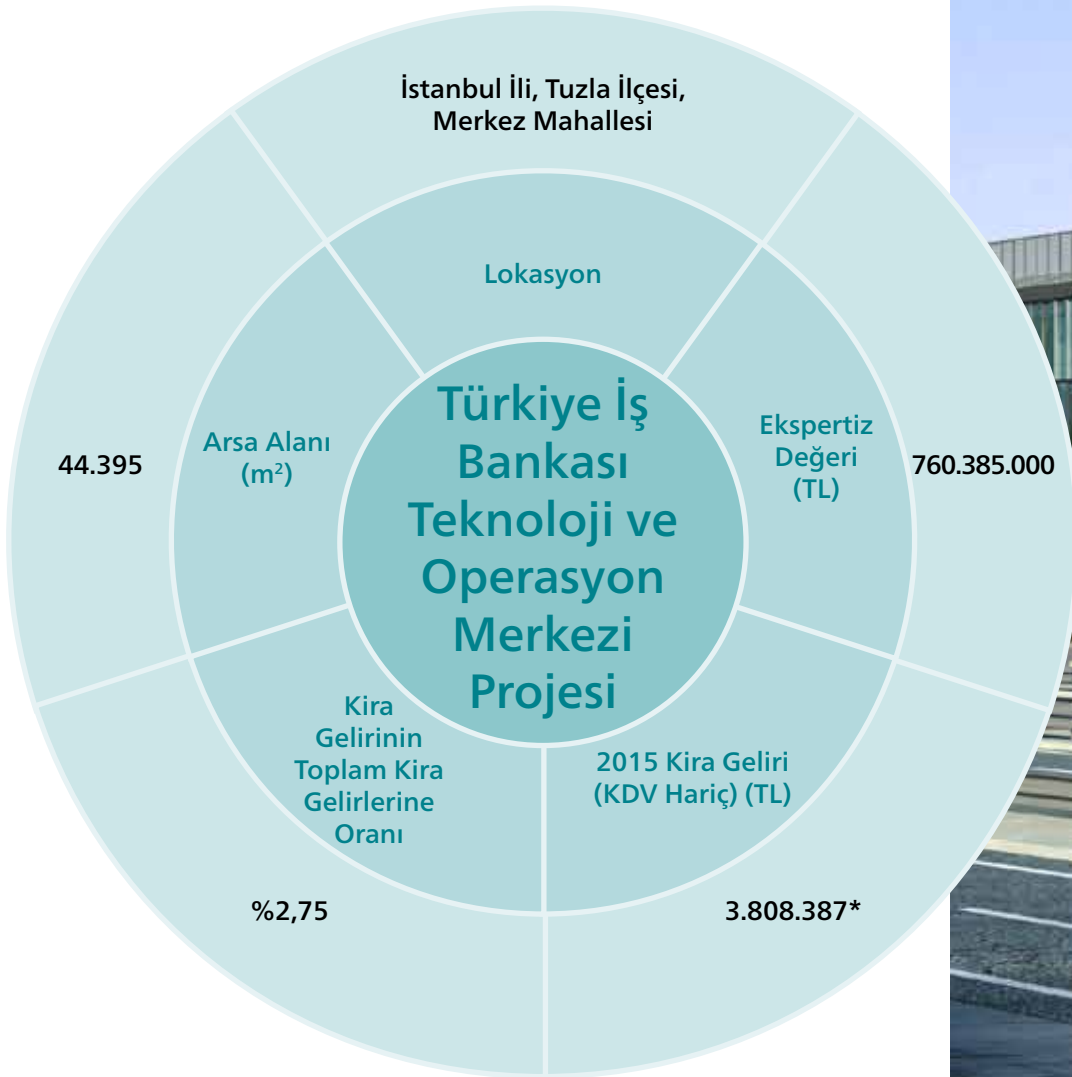 İstanbul İli, Tuzla İlçesi,
Merkez Mahallesi
Lokasyon
Türkiye İş
Bankası
Teknoloji ve
Operasyon
Merkezi
Projesi
Arsa Alanı
(m²)
44.395
Ekspertiz
Değeri
(TL)
760.385.000
Kira
Gelirinin
Toplam Kira
Gelirlerine
Oranı
%2,75
2015 Kira Geliri
(KDV Hariç) (TL)
3.808.387*